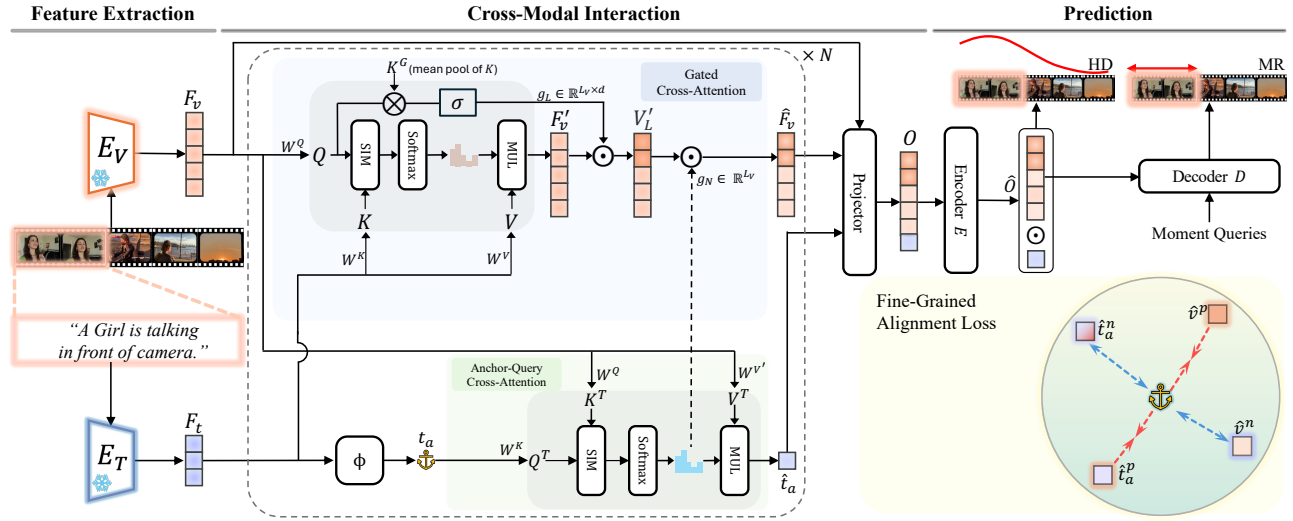 Feature Extraction
Cross-Modal Interaction
Prediction
× N
K^G (mean pool of K)
Gated
Cross-Attention
HD
MR
F_v
σ
g_L ∈ ℝ^{L_V×d}
F_v′
V_L′
F̂_v
E_V
W^Q
Q
SIM
Softmax
MUL
g_N ∈ ℝ^{L_V}
Projector
O
Encoder E
Ô
Decoder D
K
V
Moment Queries
W^K
W^V
"A Girl is talking
in front of camera."
Fine-Grained
Alignment Loss
v̂^p
t̂_a^n
Anchor-Query
Cross-Attention
W^Q
W^{V′}
K^T
V^T
F_t
E_T
ϕ
t_a
W^K
Q^T
SIM
Softmax
MUL
t̂_a
v̂^n
t̂_a^p